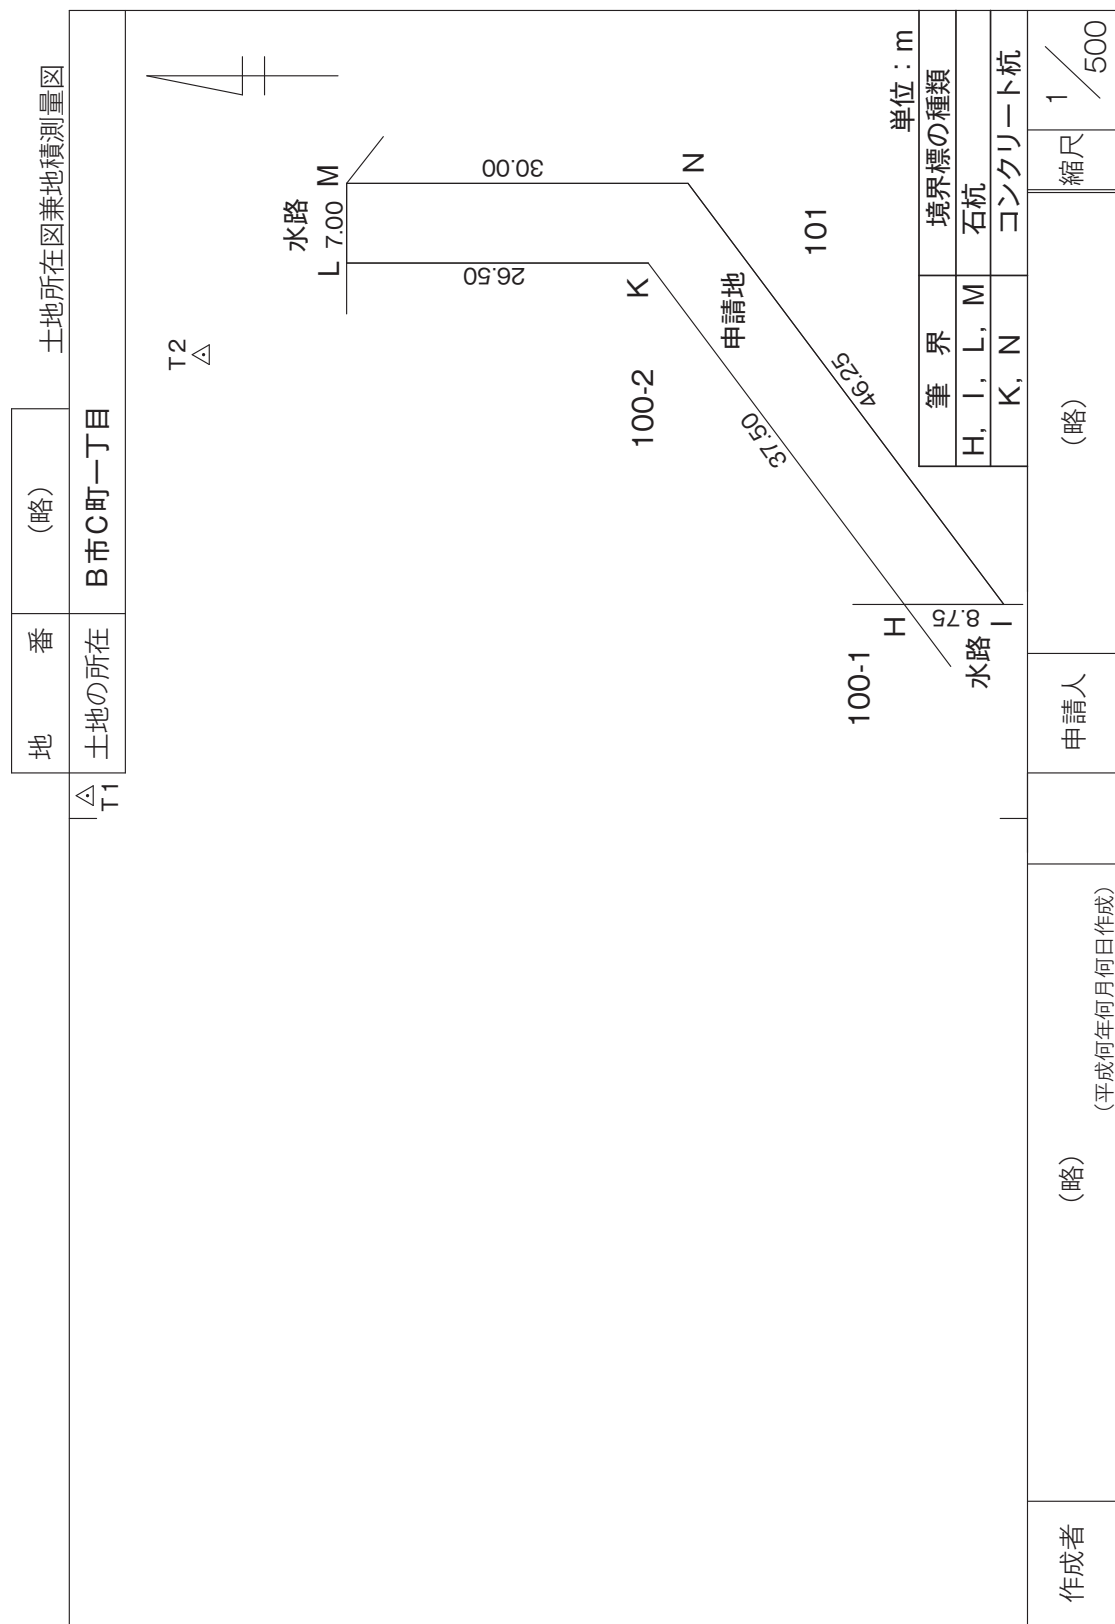 土地所在図兼地積測量図
地 番 (略)
土地の所在 B市C町一丁目
T1
T2
水路
L 7.00 M
26.50
30.00
K
N
100-2
申請地
101
37.50
46.25
100-1
H
8.75
水路
I
単位：m
筆 界 境界標の種類
H, I, L, M 石杭
K, N コンクリート杭
作成者 (略)
(平成何年何月何日作成)
申請人 (略)
縮尺 1/500